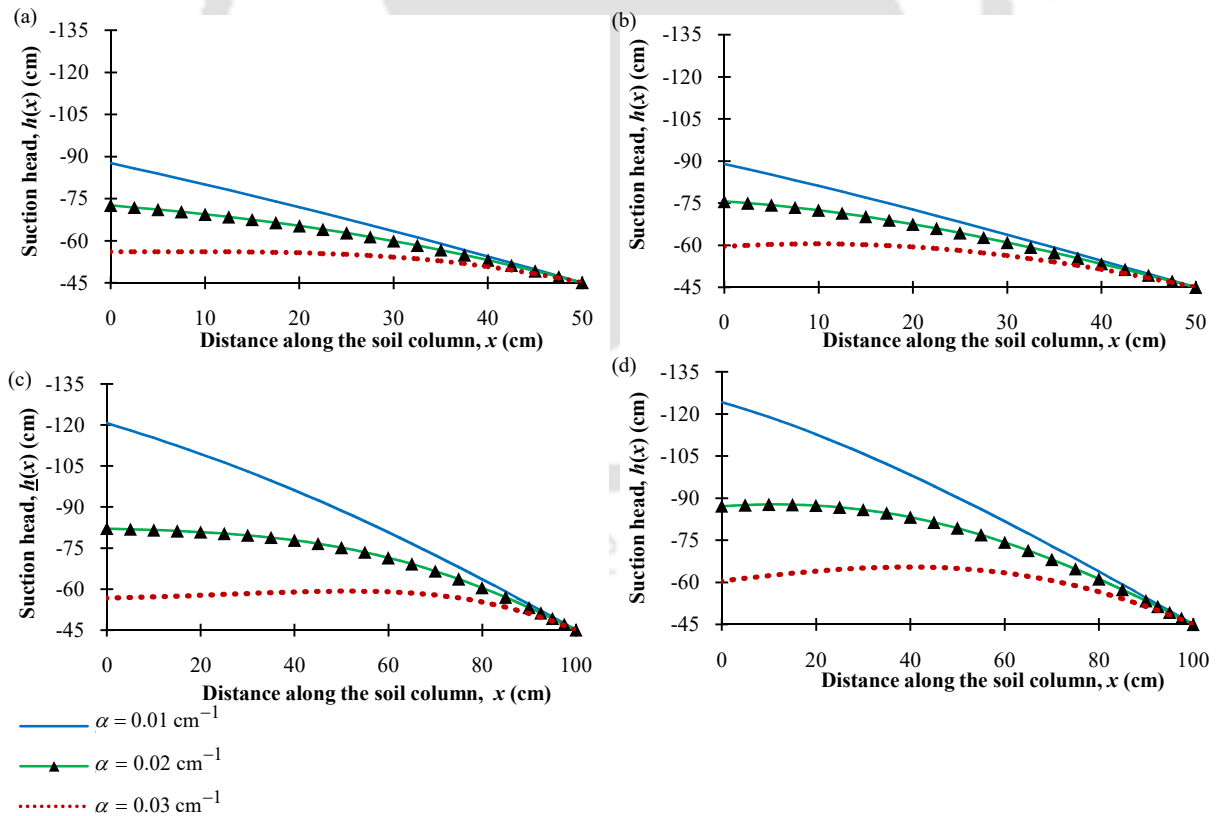 (a)
-135
-120
-105
-90
-75
-60
-45
Suction head, h(x) (cm)
0 10 20 30 40 50
Distance along the soil column, x (cm)
(b)
-135
-120
-105
-90
-75
-60
-45
Suction head, h(x) (cm)
0 10 20 30 40 50
Distance along the soil column, x (cm)
(c)
-135
-120
-105
-90
-75
-60
-45
Suction head, h(x) (cm)
0 20 40 60 80 100
Distance along the soil column, x (cm)
(d)
-135
-120
-105
-90
-75
-60
-45
Suction head, h(x) (cm)
0 20 40 60 80 100
Distance along the soil column, x (cm)
α = 0.01 cm⁻¹
α = 0.02 cm⁻¹
α = 0.03 cm⁻¹